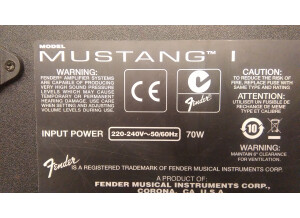 MODEL
MUSTANG™ I
WARNING:
FENDER® AMPLIFIER SYSTEMS
ARE CAPABLE OF PRODUCING
VERY HIGH SOUND PRESSURE
LEVELS WHICH MAY CAUSE
TEMPORARY OR PERMANENT
HEARING DAMAGE. USE CARE
WHEN SETTING AND ADJUSTING
VOLUME LEVELS DURING USE.
CE
N
Fender
CAUTION:
TO REDUCE THE RISK OF
FIRE, REPLACE FUSE WITH
SAME TYPE AND RATING
ATTENTION:
UTILISER UN FUSIBLE DE
RECHANGE DE MÊME TYPE
INPUT POWER 220-240V~50/60Hz 70W
10
WARNING:
MAINTAIN 6" CLEARANCE
FOR VENTILATION.
Fender
IS A REGISTERED TRADEMARK OF FENDER MUSICAL INSTRUMENTS CORP.
A PRODUCT OF:
FENDER MUSICAL INSTRUMENTS CORP.
CORONA, CA. U.S.A.